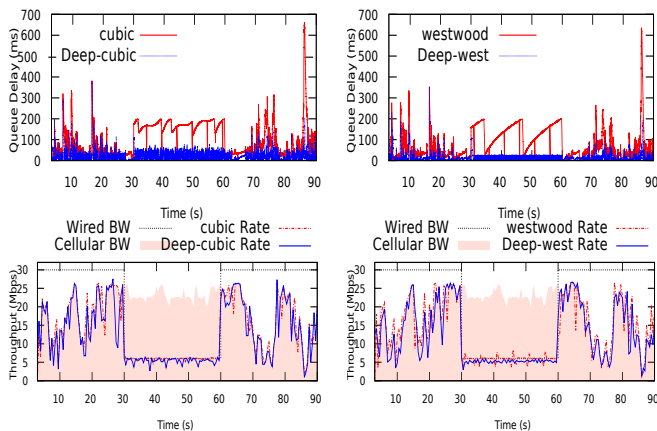 700
600
500
400
300
200
100
0
Queue Delay (ms)
cubic
Deep-cubic
10 20 30 40 50 60 70 80 90
Time (s)
700
600
500
400
300
200
100
0
Queue Delay (ms)
westwood
Deep-west
10 20 30 40 50 60 70 80 90
Time (s)
Wired BW cubic Rate
Cellular BW Deep-cubic Rate
30
25
20
15
10
5
0
Throughput (Mbps)
10 20 30 40 50 60 70 80 90
Time (s)
Wired BW westwood Rate
Cellular BW Deep-west Rate
30
25
20
15
10
5
0
Throughput (Mbps)
10 20 30 40 50 60 70 80 90
Time (s)